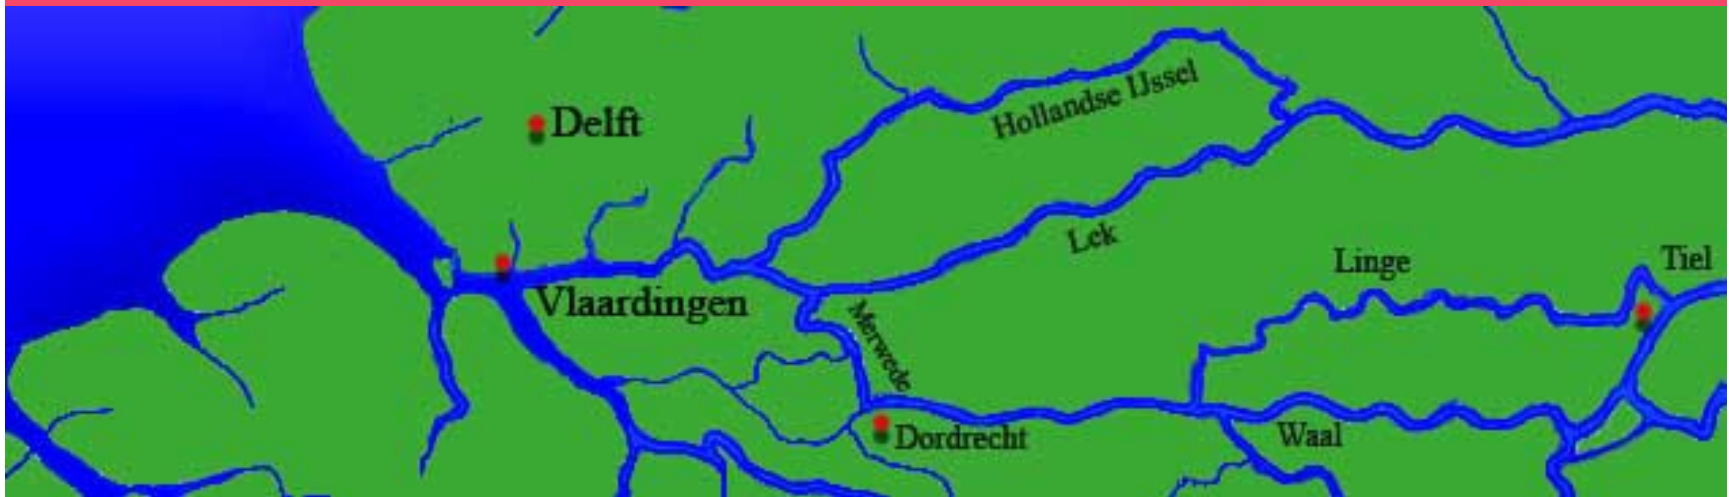 Delft
Hollandse IJssel
Lek
Linge
Tiel
Vlaardingen
Merwede
Dordrecht
Waal